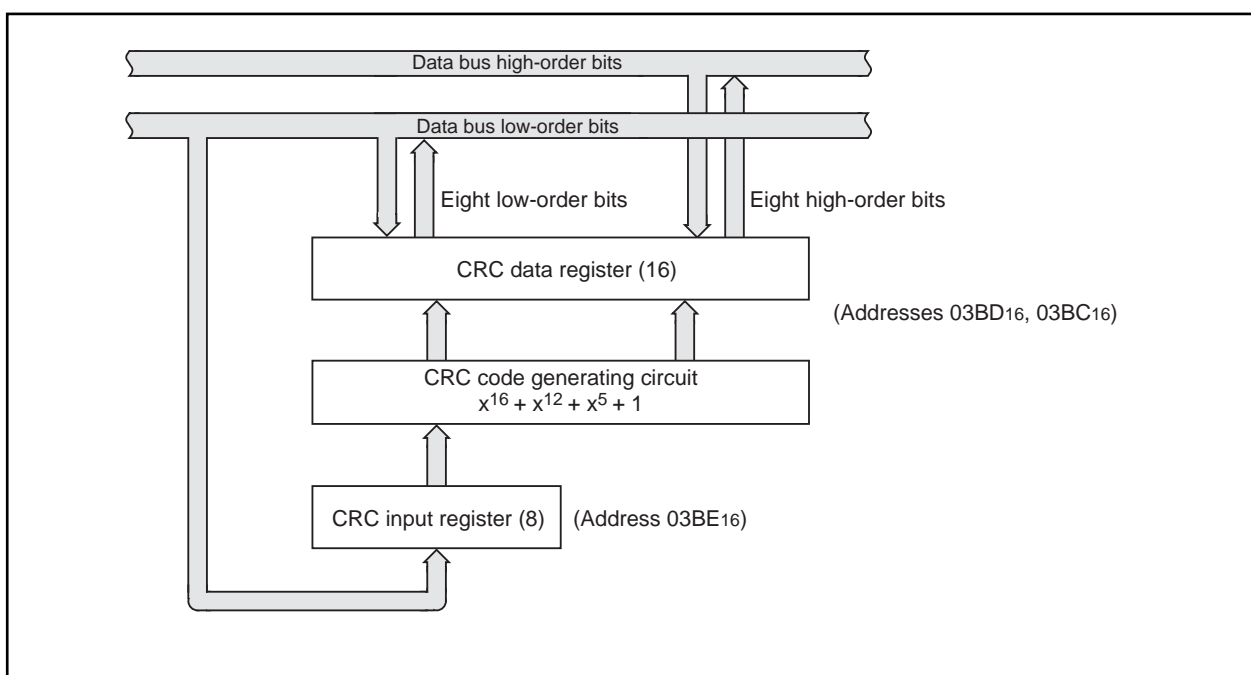 Data bus high-order bits
Data bus low-order bits
Eight low-order bits
Eight high-order bits
CRC data register (16)
(Addresses 03BD16, 03BC16)
CRC code generating circuit
x16 + x12 + x5 + 1
CRC input register (8)
(Address 03BE16)